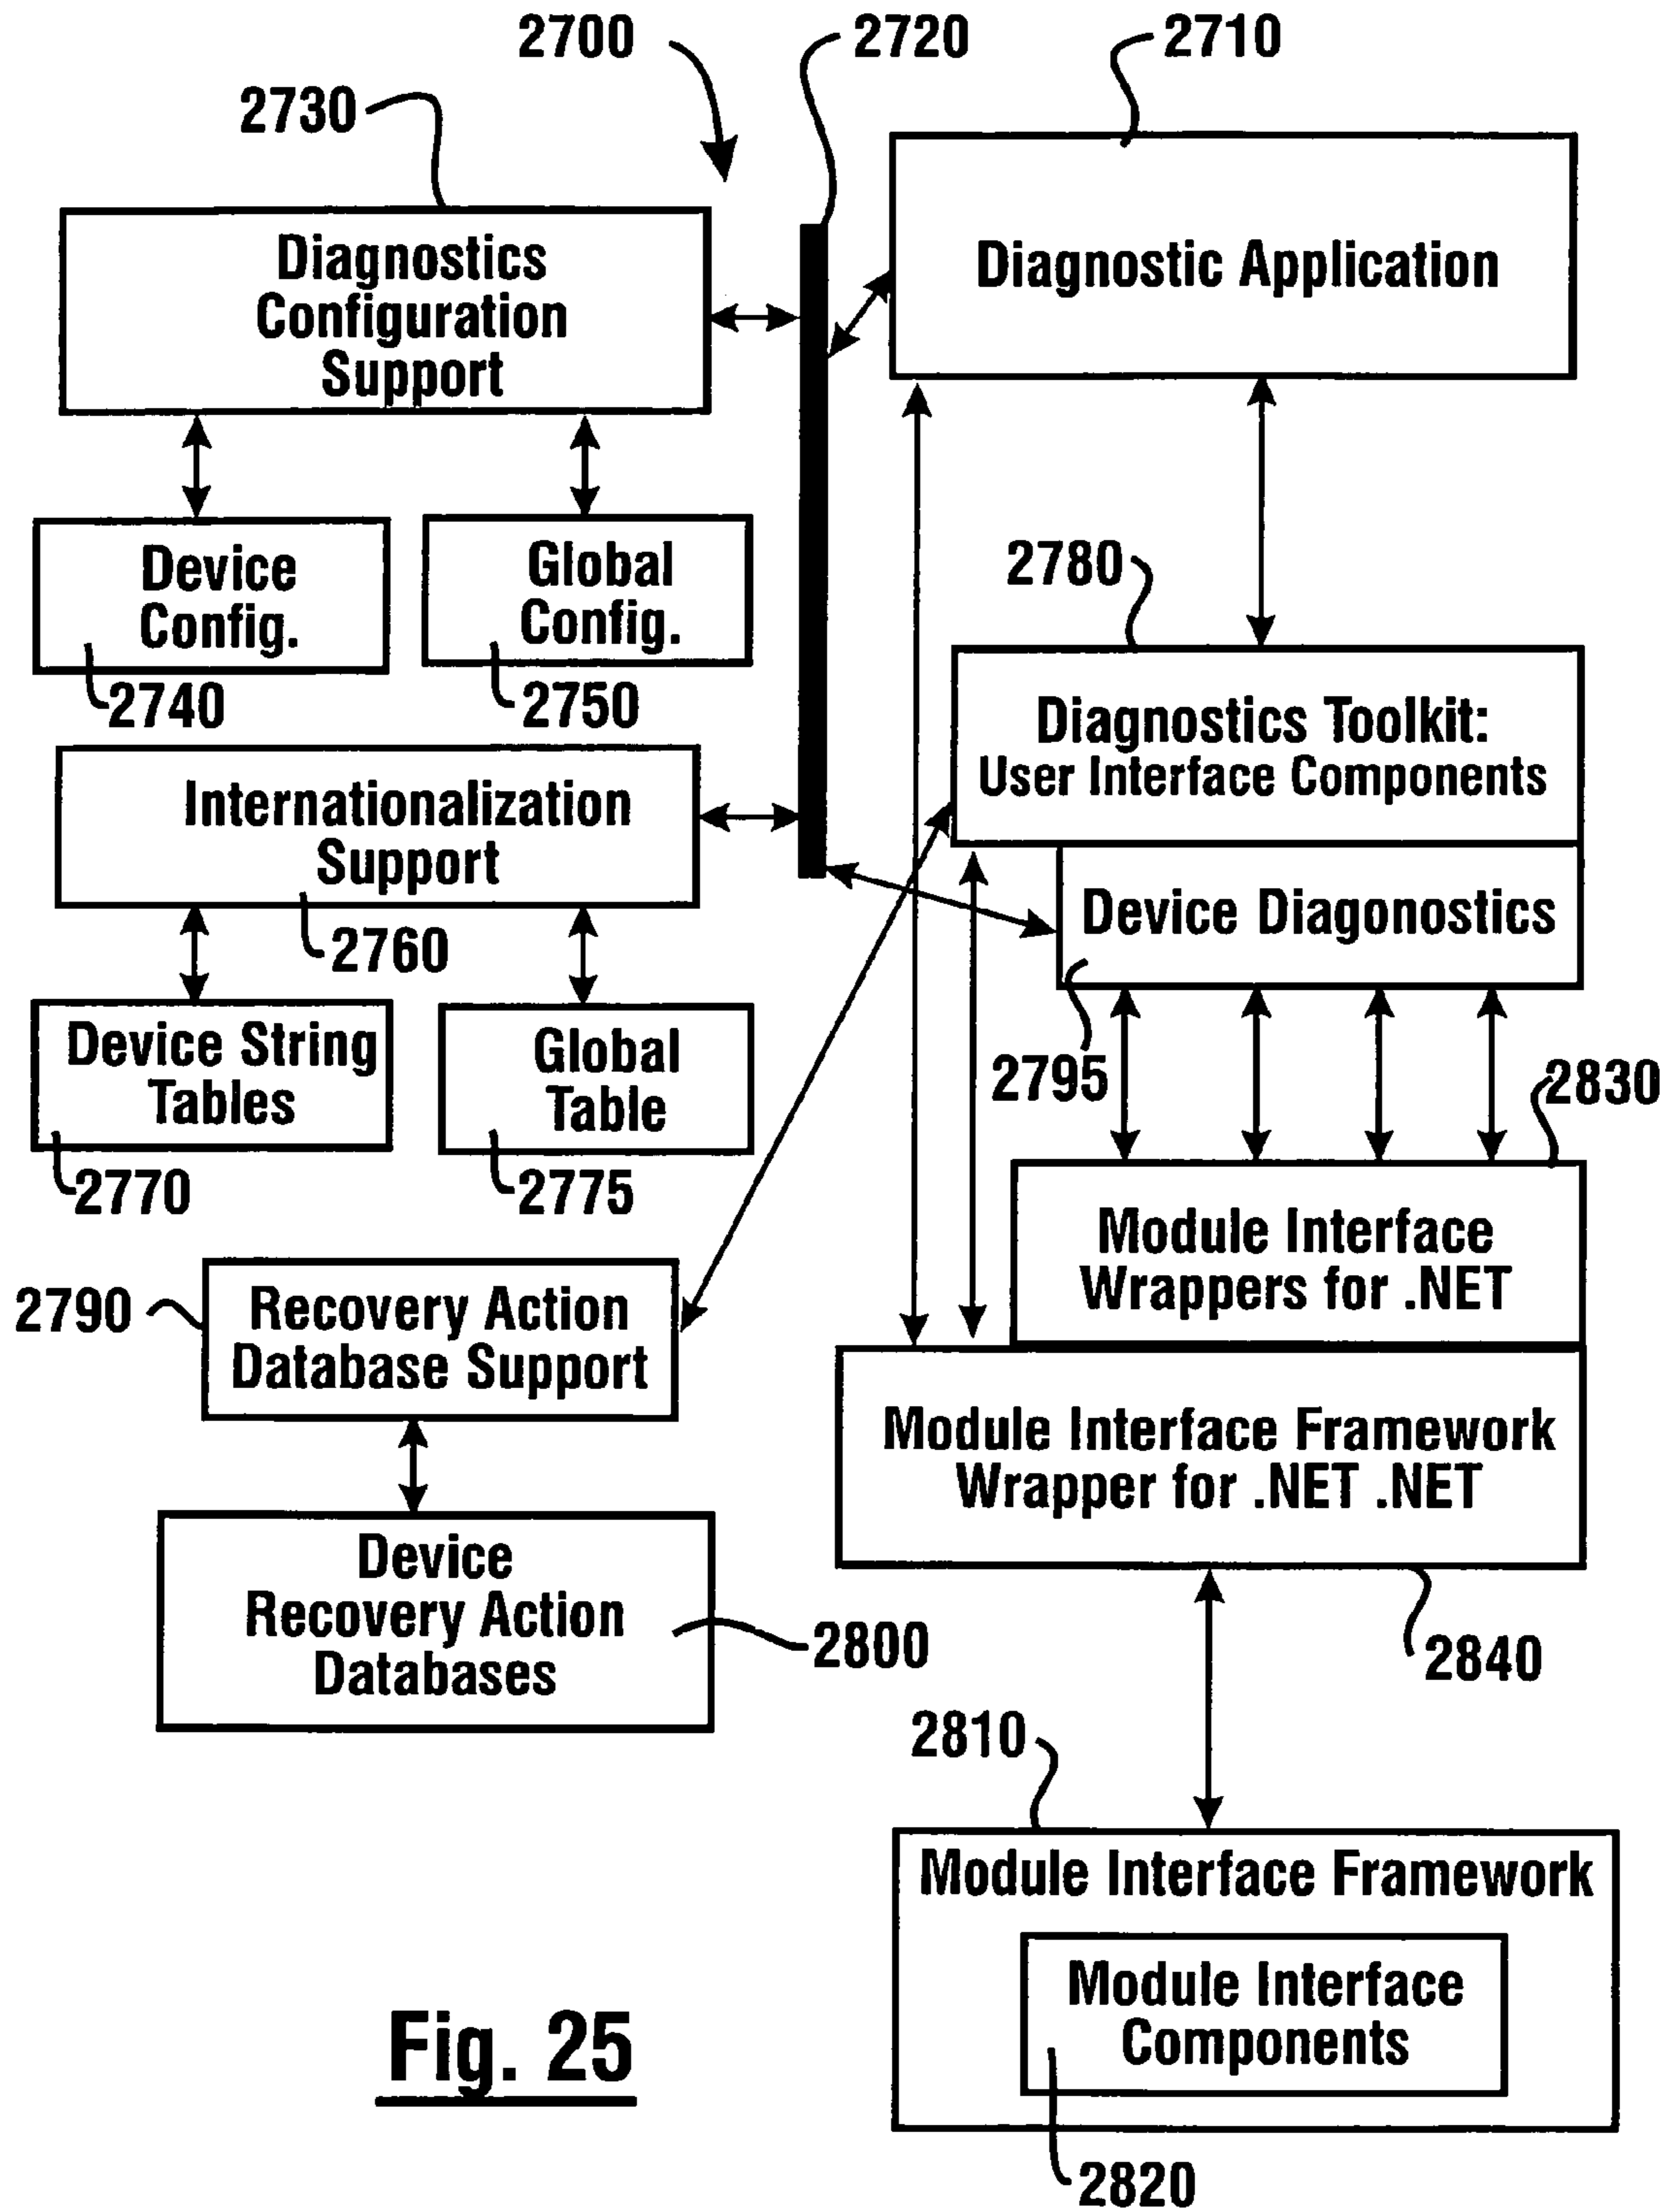 2700
2720
2710
2730
Diagnostics
Configuration
Support
Diagnostic Application
Device
Config.
Global
Config.
2780
2740
2750
Diagnostics Toolkit:
User Interface Components
Internationalization
Support
Device Diagonostics
2760
Device String
Tables
Global
Table
2795
2830
2770
2775
Module Interface
Wrappers for .NET
2790
Recovery Action
Database Support
Module Interface Framework
Wrapper for .NET .NET
Device
Recovery Action
Databases
2800
2840
2810
Module Interface Framework
Module Interface
Components
Fig. 25
2820